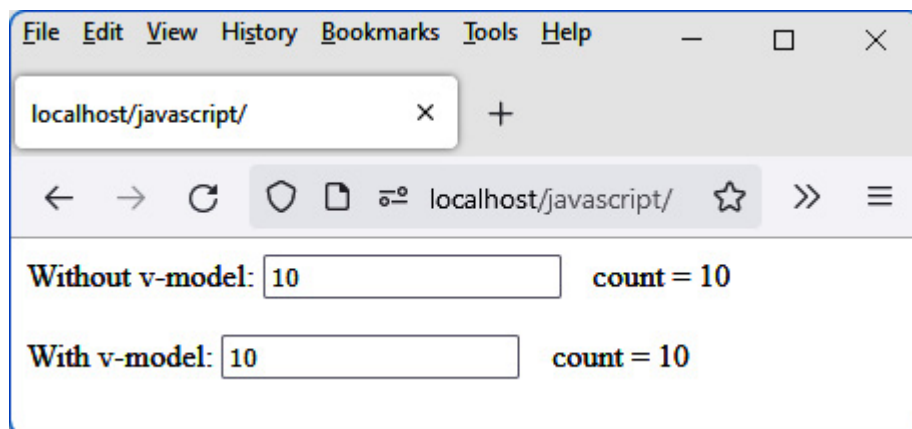 File Edit View History Bookmarks Tools Help
localhost/javascript/
localhost/javascript/
Without v-model: 10 count = 10
With v-model: 10 count = 10